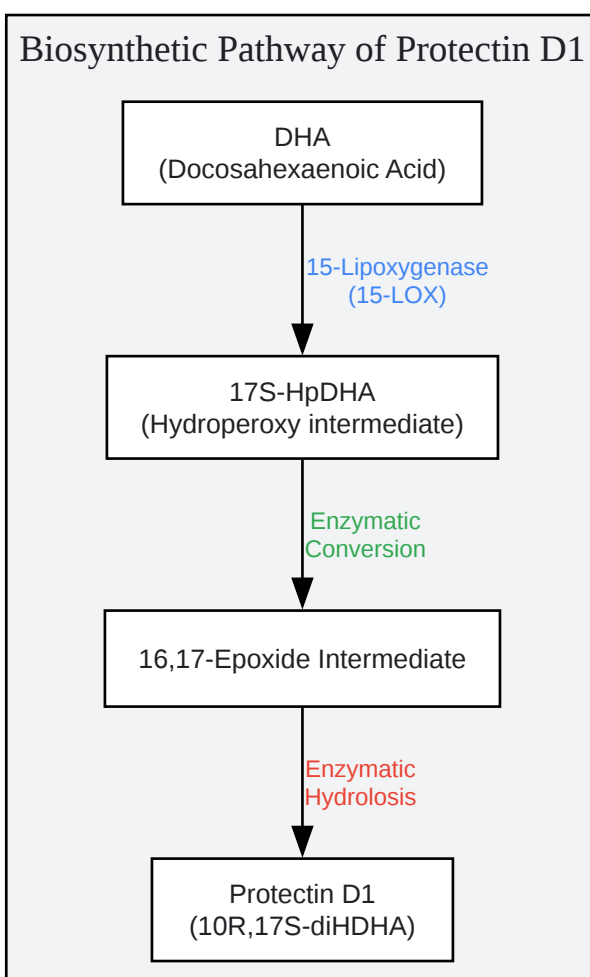 Biosynthetic Pathway of Protectin D1
DHA
(Docosahexaenoic Acid)
15-Lipoxygenase
(15-LOX)
17S-HpDHA
(Hydroperoxy intermediate)
Enzymatic
Conversion
16,17-Epoxide Intermediate
Enzymatic
Hydrolosis
Protectin D1
(10R,17S-diHDHA)